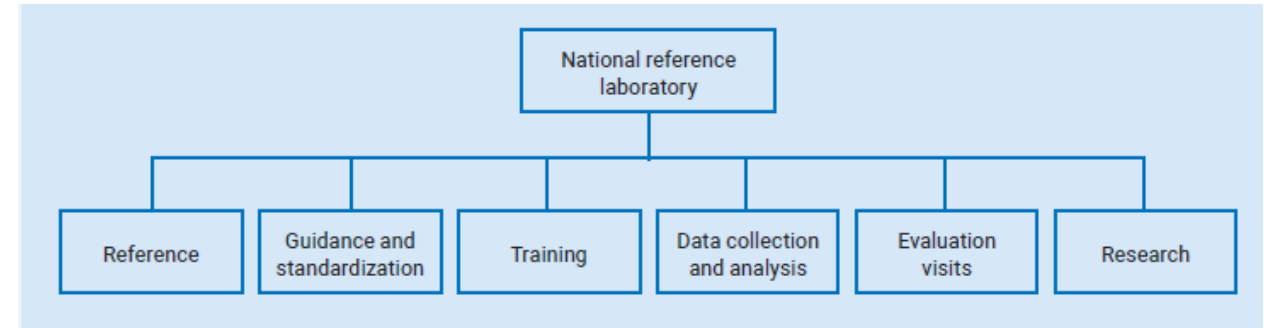 National reference
laboratory
Reference
Guidance and
standardization
Training
Data collection
and analysis
Evaluation
visits
Research